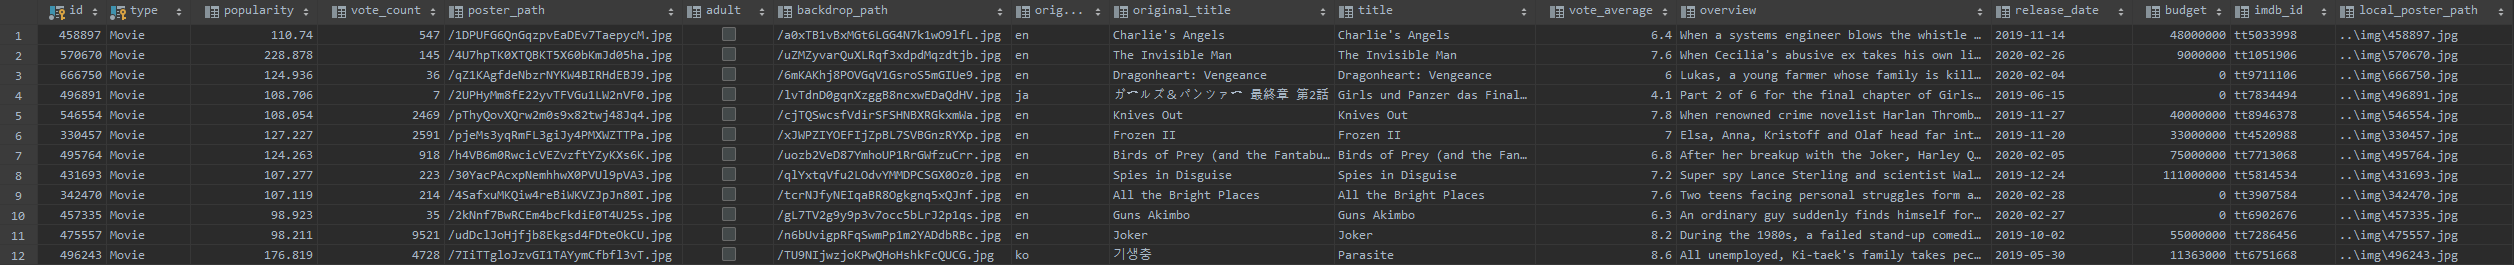 id type popularity vote_count poster_path adult backdrop_path orig... original_title title vote_average overview release_date budget imdb_id local_poster_path
1 458897 Movie 110.74 547 /1DPUFG6QnGqzpvEaDEv7TaepycM.jpg /a0xTB1vBxMGt6LGG4N7k1wO9lfL.jpg en Charlie's Angels Charlie's Angels 6.4 When a systems engineer blows the whistle … 2019-11-14 48000000 tt5033998 ..\img\458897.jpg
2 570670 Movie 228.878 145 /4U7hpTK0XTQBKT5X60bKmJd05ha.jpg /uZMZyvarQuXLRqf3xdpdMqzdtjb.jpg en The Invisible Man The Invisible Man 7.6 When Cecilia's abusive ex takes his own li… 2020-02-26 9000000 tt1051906 ..\img\570670.jpg
3 666750 Movie 124.936 36 /qZ1KAgfdeNbzrNYKW4BIRHdEBJ9.jpg /6mKAKhj8POVGqV1GsroS5mGIUe9.jpg en Dragonheart: Vengeance Dragonheart: Vengeance 6 Lukas, a young farmer whose family is kill… 2020-02-04 0 tt9711106 ..\img\666750.jpg
4 496891 Movie 108.706 7 /2UPHyMm8fE22yvTFVGu1LW2nVF0.jpg /lvTdnD0gqnXzggB8ncxwEDaQdHV.jpg ja ガールズ&パンツァー 最終章 第2話 Girls und Panzer das Final… 4.1 Part 2 of 6 for the final chapter of Girls… 2019-06-15 0 tt7834494 ..\img\496891.jpg
5 546554 Movie 108.054 2469 /pThyQovXQrw2m0s9x82twj48Jq4.jpg /cjTQSwcsfVdirSFSHNBXRGkxmWa.jpg en Knives Out Knives Out 7.8 When renowned crime novelist Harlan Thromb… 2019-11-27 40000000 tt8946378 ..\img\546554.jpg
6 330457 Movie 127.227 2591 /pjeMs3yqRmFL3giJy4PMXWZTTPa.jpg /xJWPZIYOEFIjZpBL7SVBGnzRYXp.jpg en Frozen II Frozen II 7 Elsa, Anna, Kristoff and Olaf head far int… 2019-11-20 33000000 tt4520988 ..\img\330457.jpg
7 495764 Movie 124.263 918 /h4VB6m0RwcicVEZvzftYZyKXs6K.jpg /uozb2VeD87YmhoUP1RrGWfzuCrr.jpg en Birds of Prey (and the Fantabu… Birds of Prey (and the Fan… 6.8 After her breakup with the Joker, Harley Q… 2020-02-05 75000000 tt7713068 ..\img\495764.jpg
8 431693 Movie 107.277 223 /30YacPAcxpNemhhwX0PVUl9pVA3.jpg /qlYxtqVfu2LOdvYMMDPCSGX0Oz0.jpg en Spies in Disguise Spies in Disguise 7.2 Super spy Lance Sterling and scientist Wal… 2019-12-24 111000000 tt5814534 ..\img\431693.jpg
9 342470 Movie 107.119 214 /4SafxuMKQiw4reBiWKVZJpJn80I.jpg /tcrNJfyNEIqaBR8Ogkgnq5xQJnf.jpg en All the Bright Places All the Bright Places 7.6 Two teens facing personal struggles form a… 2020-02-28 0 tt3907584 ..\img\342470.jpg
10 457335 Movie 98.923 35 /2kNnf7BwRCEm4bcFkdiE0T4U25s.jpg /gL7TV2g9y9p3v7occ5bLrJ2p1qs.jpg en Guns Akimbo Guns Akimbo 6.3 An ordinary guy suddenly finds himself for… 2020-02-27 0 tt6902676 ..\img\457335.jpg
11 475557 Movie 98.211 9521 /udDclJoHjfjb8Ekgsd4FDteOkCU.jpg /n6bUvigpRFqSwmPp1m2YADdbRBc.jpg en Joker Joker 8.2 During the 1980s, a failed stand-up comedi… 2019-10-02 55000000 tt7286456 ..\img\475557.jpg
12 496243 Movie 176.819 4728 /7IiTTgloJzvGI1TAYymCfbfl3vT.jpg /TU9NIjwzjoKPwQHoHshkFcQUCG.jpg ko 기생충 Parasite 8.6 All unemployed, Ki-taek's family takes pec… 2019-05-30 11363000 tt6751668 ..\img\496243.jpg